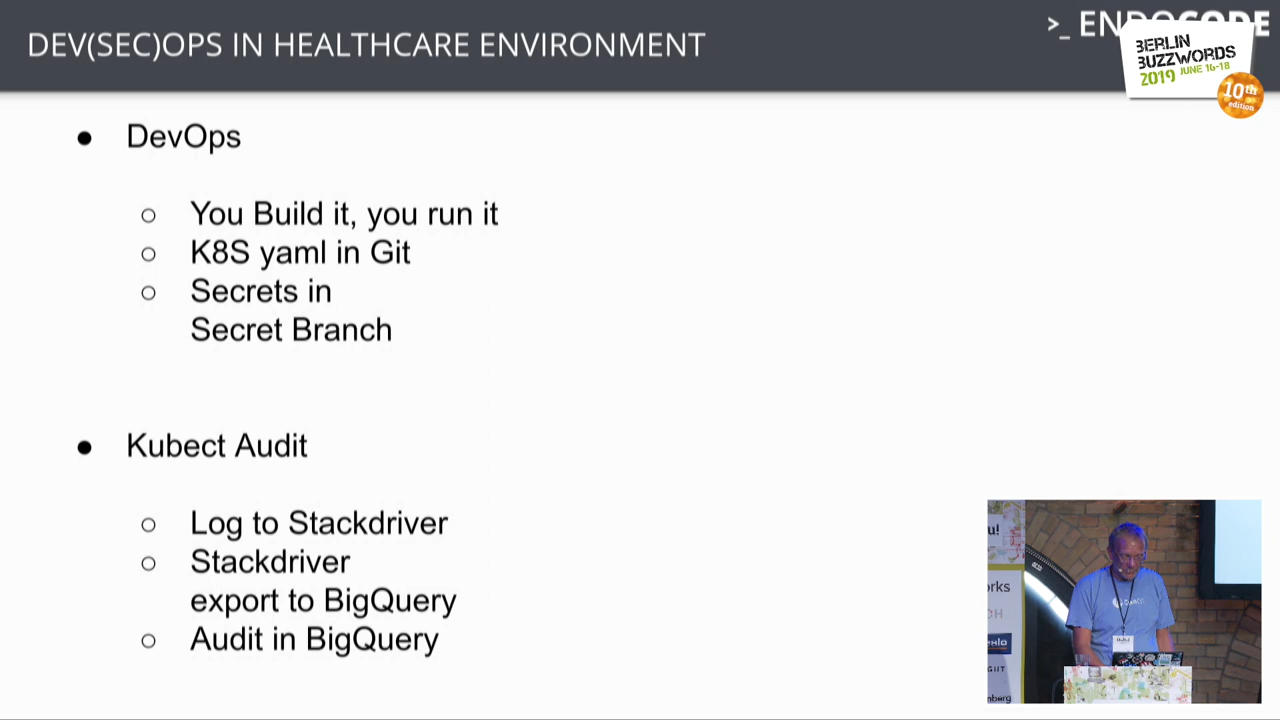 DEV(SEC)OPS IN HEALTHCARE ENVIRONMENT
>_ ENDOCODE
BERLIN
BUZZWORDS
2019 JUNE 16-18
10th
edition
● DevOps
○ You Build it, you run it
○ K8S yaml in Git
○ Secrets in
Secret Branch
● Kubect Audit
○ Log to Stackdriver
○ Stackdriver
export to BigQuery
○ Audit in BigQuery